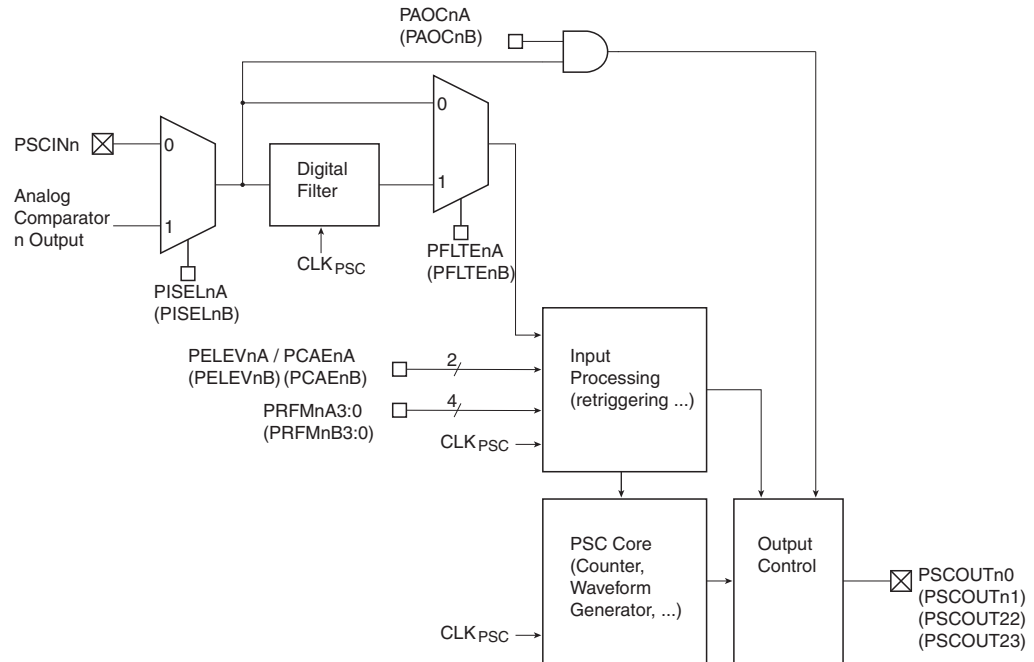 PAOCnA
(PAOCnB)
0
PSCINn
0
Digital
Filter
1
Analog
Comparator
n Output
1
CLKPSC
PFLTEnA
(PFLTEnB)
PISELnA
(PISELnB)
PELEVnA / PCAEnA
(PELEVnB) (PCAEnB)
2
Input
Processing
(retriggering ...)
PRFMnA3:0
(PRFMnB3:0)
4
CLKPSC
PSC Core
(Counter,
Waveform
Generator, ...)
Output
Control
PSCOUTn0
(PSCOUTn1)
(PSCOUT22)
(PSCOUT23)
CLKPSC